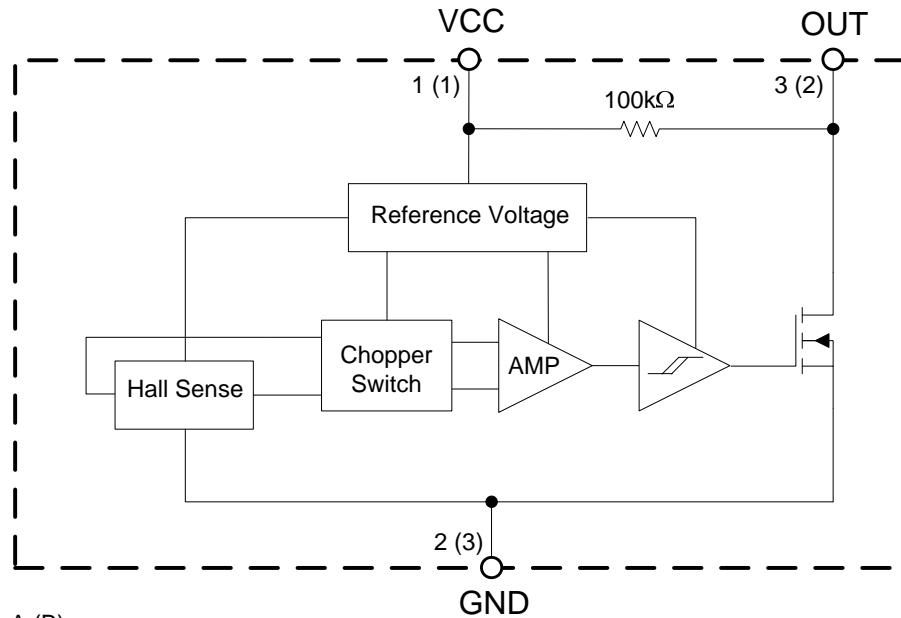 VCC
OUT
1 (1)
3 (2)
100kΩ
Reference Voltage
Chopper
Switch
AMP
Hall Sense
2 (3)
GND